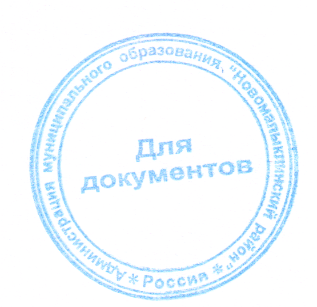 Администрация муниципального образования "Новомалыклинский район"
* Россия *
Для
документов